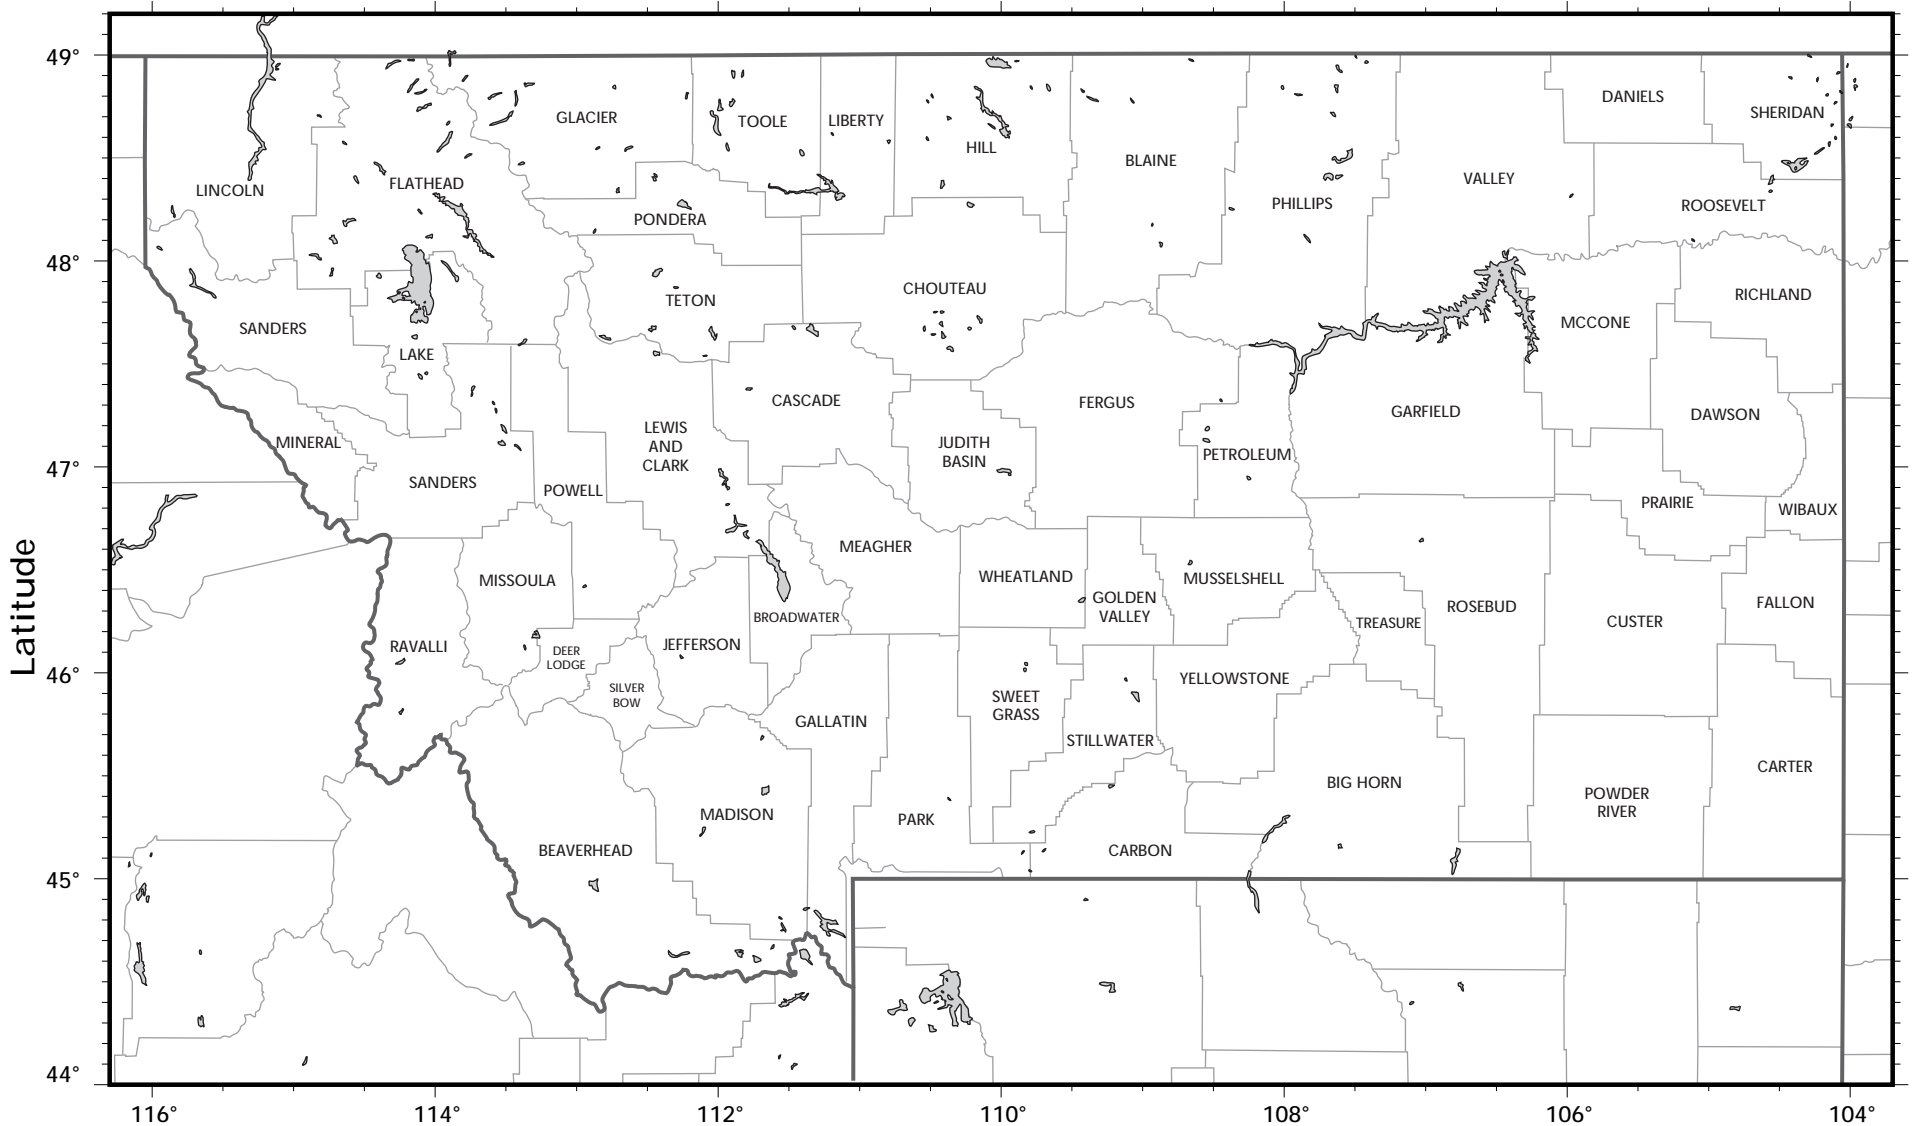 49°
48°
47°
46°
45°
44°
Latitude
116°
114°
112°
110°
108°
106°
104°
LINCOLN
FLATHEAD
GLACIER
TOOLE
LIBERTY
HILL
BLAINE
PHILLIPS
VALLEY
DANIELS
SHERIDAN
ROOSEVELT
PONDERA
SANDERS
LAKE
TETON
CHOUTEAU
RICHLAND
MCCONE
MINERAL
SANDERS
POWELL
LEWIS
AND
CLARK
CASCADE
JUDITH
BASIN
FERGUS
PETROLEUM
GARFIELD
DAWSON
PRAIRIE
WIBAUX
MISSOULA
MEAGHER
WHEATLAND
GOLDEN
VALLEY
MUSSELSHELL
TREASURE
ROSEBUD
CUSTER
FALLON
RAVALLI
DEER
LODGE
SILVER
BOW
JEFFERSON
BROADWATER
GALLATIN
SWEET
GRASS
STILLWATER
YELLOWSTONE
BEAVERHEAD
MADISON
PARK
CARBON
BIG HORN
POWDER
RIVER
CARTER